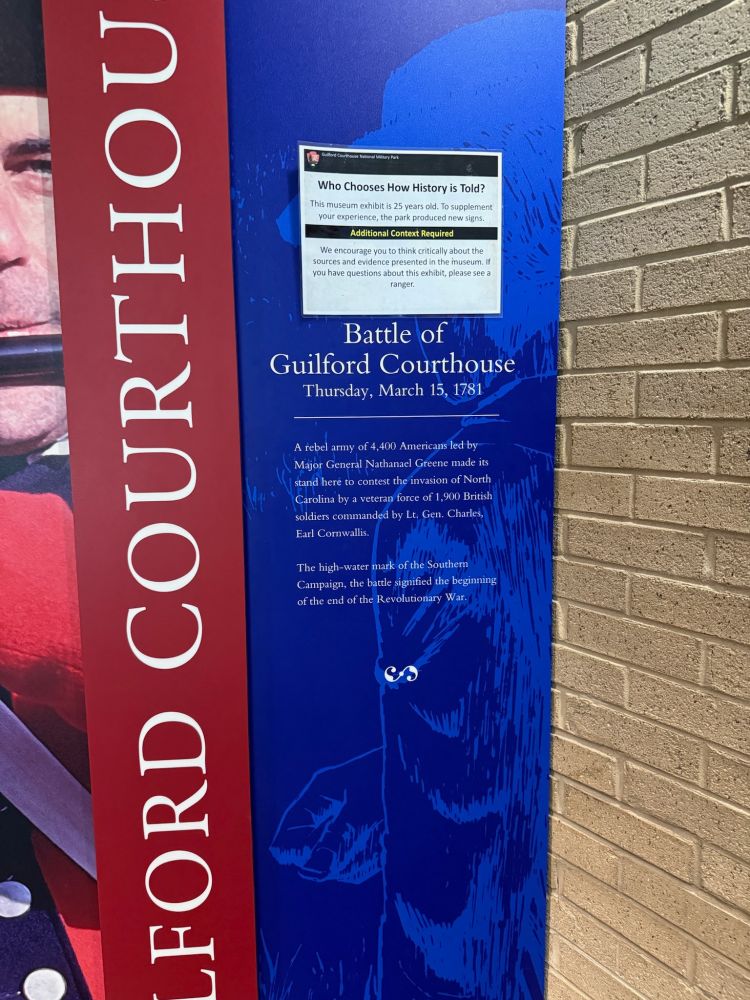 LFORD COURTHOUS
Guilford Courthouse National Military Park
Who Chooses How History is Told?
This museum exhibit is 25 years old. To supplement
your experience, the park produced new signs.
Additional Context Required
We encourage you to think critically about the
sources and evidence presented in the museum. If
you have questions about this exhibit, please see a
ranger.
Battle of
Guilford Courthouse
Thursday, March 15, 1781
A rebel army of 4,400 Americans led by
Major General Nathanael Greene made its
stand here to contest the invasion of North
Carolina by a veteran force of 1,900 British
soldiers commanded by Lt. Gen. Charles,
Earl Cornwallis.
The high-water mark of the Southern
Campaign, the battle signified the beginning
of the end of the Revolutionary War.